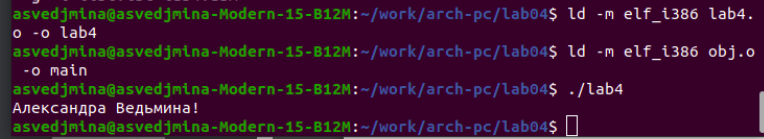 asvedjmina@asvedjmina-Modern-15-B12M:~/work/arch-pc/lab04$ ld -m elf_i386 lab4.
o -o lab4
asvedjmina@asvedjmina-Modern-15-B12M:~/work/arch-pc/lab04$ ld -m elf_i386 obj.o
 -o main
asvedjmina@asvedjmina-Modern-15-B12M:~/work/arch-pc/lab04$ ./lab4
Александра Ведьмина!
asvedjmina@asvedjmina-Modern-15-B12M:~/work/arch-pc/lab04$